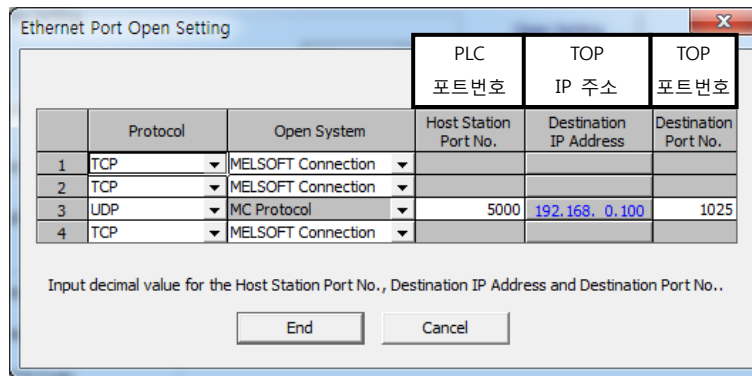 Ethernet Port Open Setting
PLC 포트번호
TOP IP 주소
TOP 포트번호
Protocol
Open System
Host Station Port No.
Destination IP Address
Destination Port No.
1 TCP MELSOFT Connection
2 TCP MELSOFT Connection
3 UDP MC Protocol 5000 192.168. 0.100 1025
4 TCP MELSOFT Connection
Input decimal value for the Host Station Port No., Destination IP Address and Destination Port No..
End
Cancel